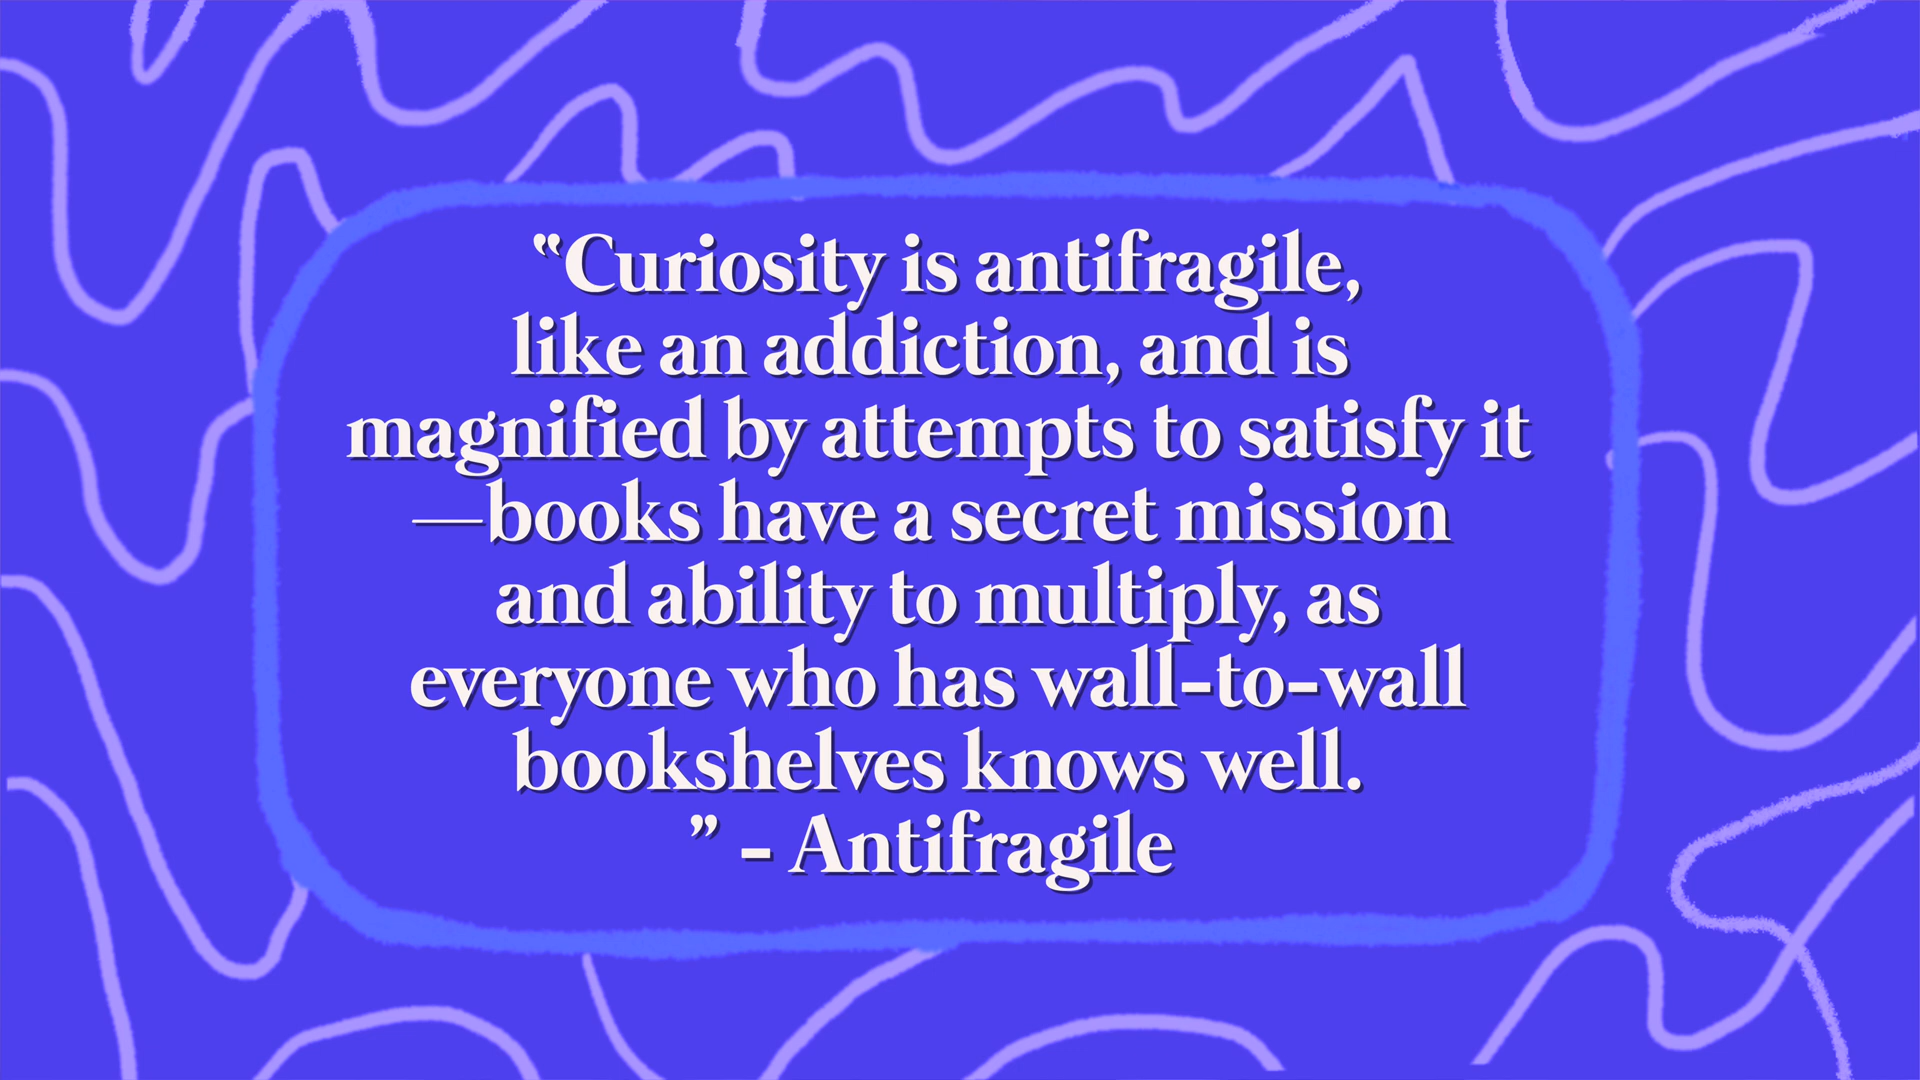 “Curiosity is antifragile,
like an addiction, and is
magnified by attempts to satisfy it
—books have a secret mission
and ability to multiply, as
everyone who has wall-to-wall
bookshelves knows well.
” - Antifragile